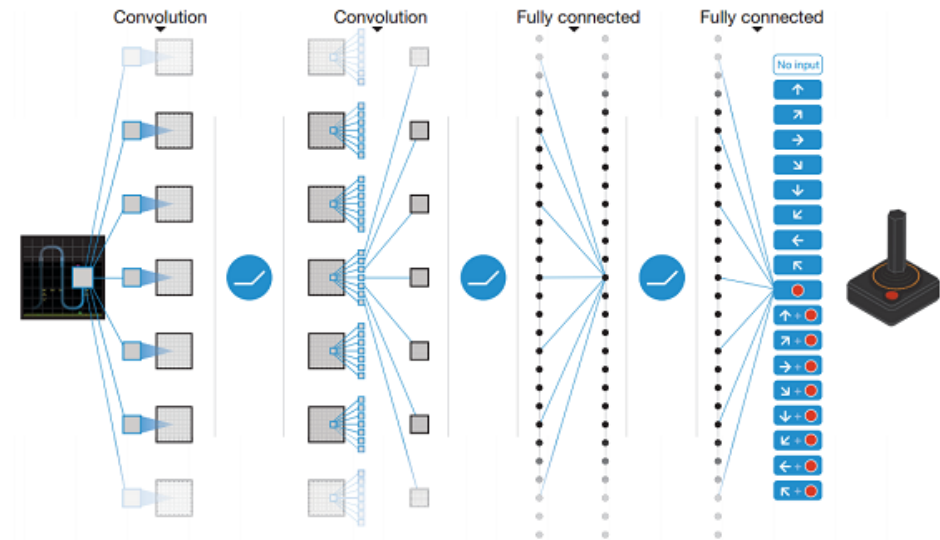 Convolution
Convolution
Fully connected
Fully connected
No input
+
+
+
+
+
+
+
+